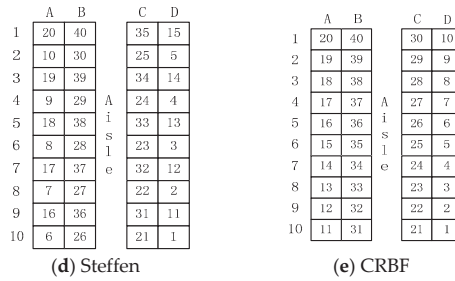 A B C D
1 20 40 35 15
2 10 30 25 5
3 19 39 34 14
4 9 29 24 4
5 18 38 33 13
6 8 28 23 3
7 17 37 32 12
8 7 27 22 2
9 16 36 31 11
10 6 26 21 1
Aisle
(d) Steffen
A B C D
1 20 40 30 10
2 19 39 29 9
3 18 38 28 8
4 17 37 27 7
5 16 36 26 6
6 15 35 25 5
7 14 34 24 4
8 13 33 23 3
9 12 32 22 2
10 11 31 21 1
Aisle
(e) CRBF